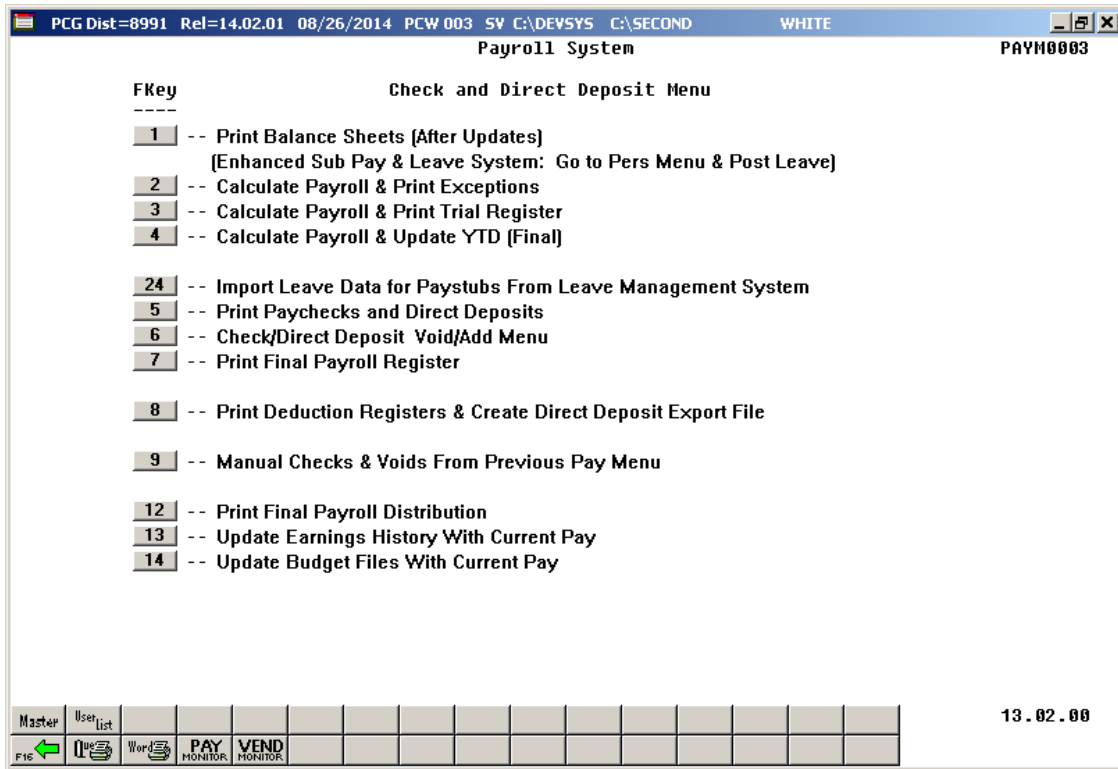 PCG Dist=8991 Rel=14.02.01 08/26/2014 PCW 003 SV C:\DEVSYS C:\SECOND WHITE
Payroll System PAYM0003
FKey Check and Direct Deposit Menu
----
1 -- Print Balance Sheets (After Updates)
(Enhanced Sub Pay & Leave System: Go to Pers Menu & Post Leave)
2 -- Calculate Payroll & Print Exceptions
3 -- Calculate Payroll & Print Trial Register
4 -- Calculate Payroll & Update YTD (Final)
24 -- Import Leave Data for Paystubs From Leave Management System
5 -- Print Paychecks and Direct Deposits
6 -- Check/Direct Deposit Void/Add Menu
7 -- Print Final Payroll Register
8 -- Print Deduction Registers & Create Direct Deposit Export File
9 -- Manual Checks & Voids From Previous Pay Menu
12 -- Print Final Payroll Distribution
13 -- Update Earnings History With Current Pay
14 -- Update Budget Files With Current Pay
Master User List 13.02.00
F16 Que Word PAY MONITOR VEND MONITOR